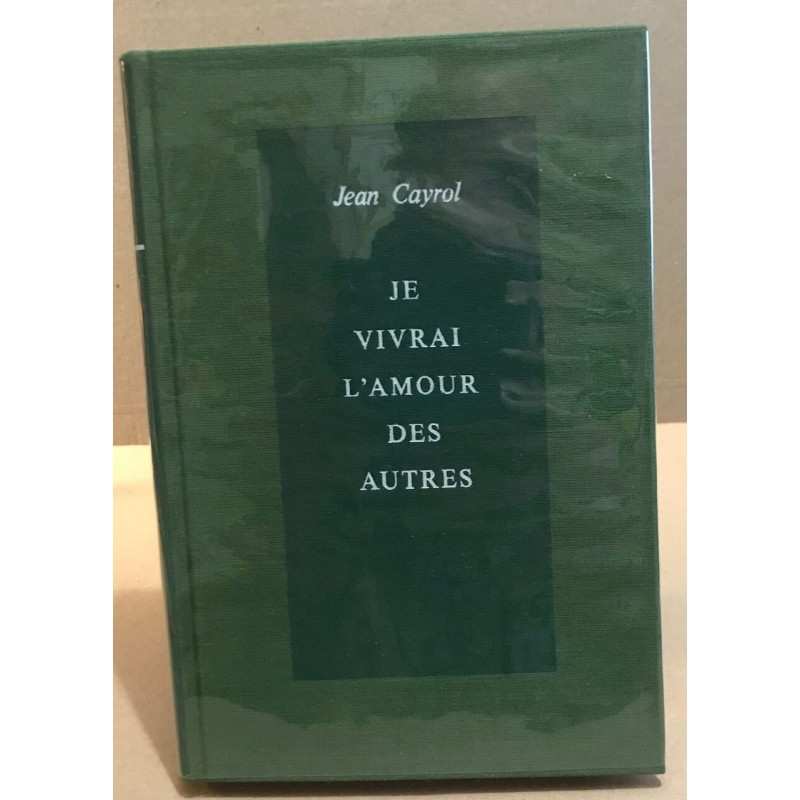 Jean Cayrol
JE
VIVRAI
L'AMOUR
DES
AUTRES